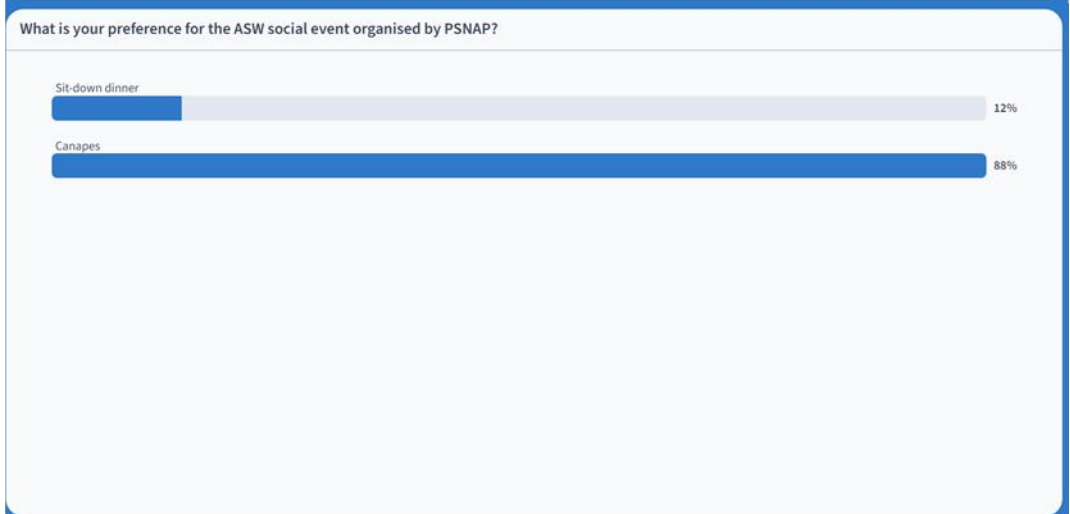 What is your preference for the ASW social event organised by PSNAP?
Sit-down dinner
12%
Canapes
88%